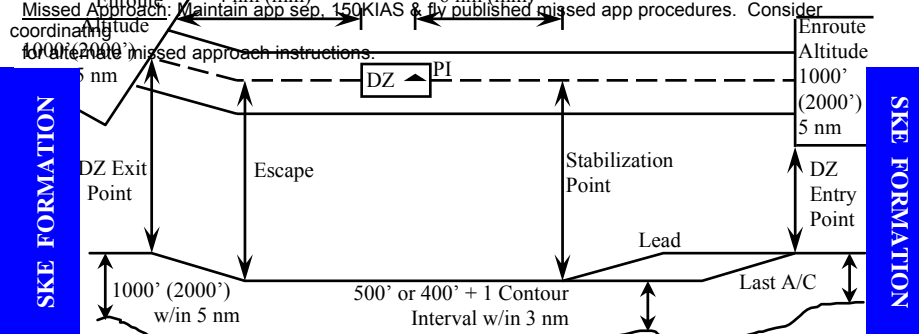 Missed Approach: Maintain app sep, 150KIAS & fly published missed app procedures. Consider
coordinating
for alternate missed approach instructions.
Enroute
Altitude
1000' (2000')
5 nm
Enroute
Altitude
1000'
(2000')
5 nm
DZ
PI
SKE FORMATION
SKE FORMATION
DZ Exit
Point
Escape
Stabilization
Point
DZ
Entry
Point
Lead
Last A/C
1000' (2000')
w/in 5 nm
500' or 400' + 1 Contour
Interval w/in 3 nm